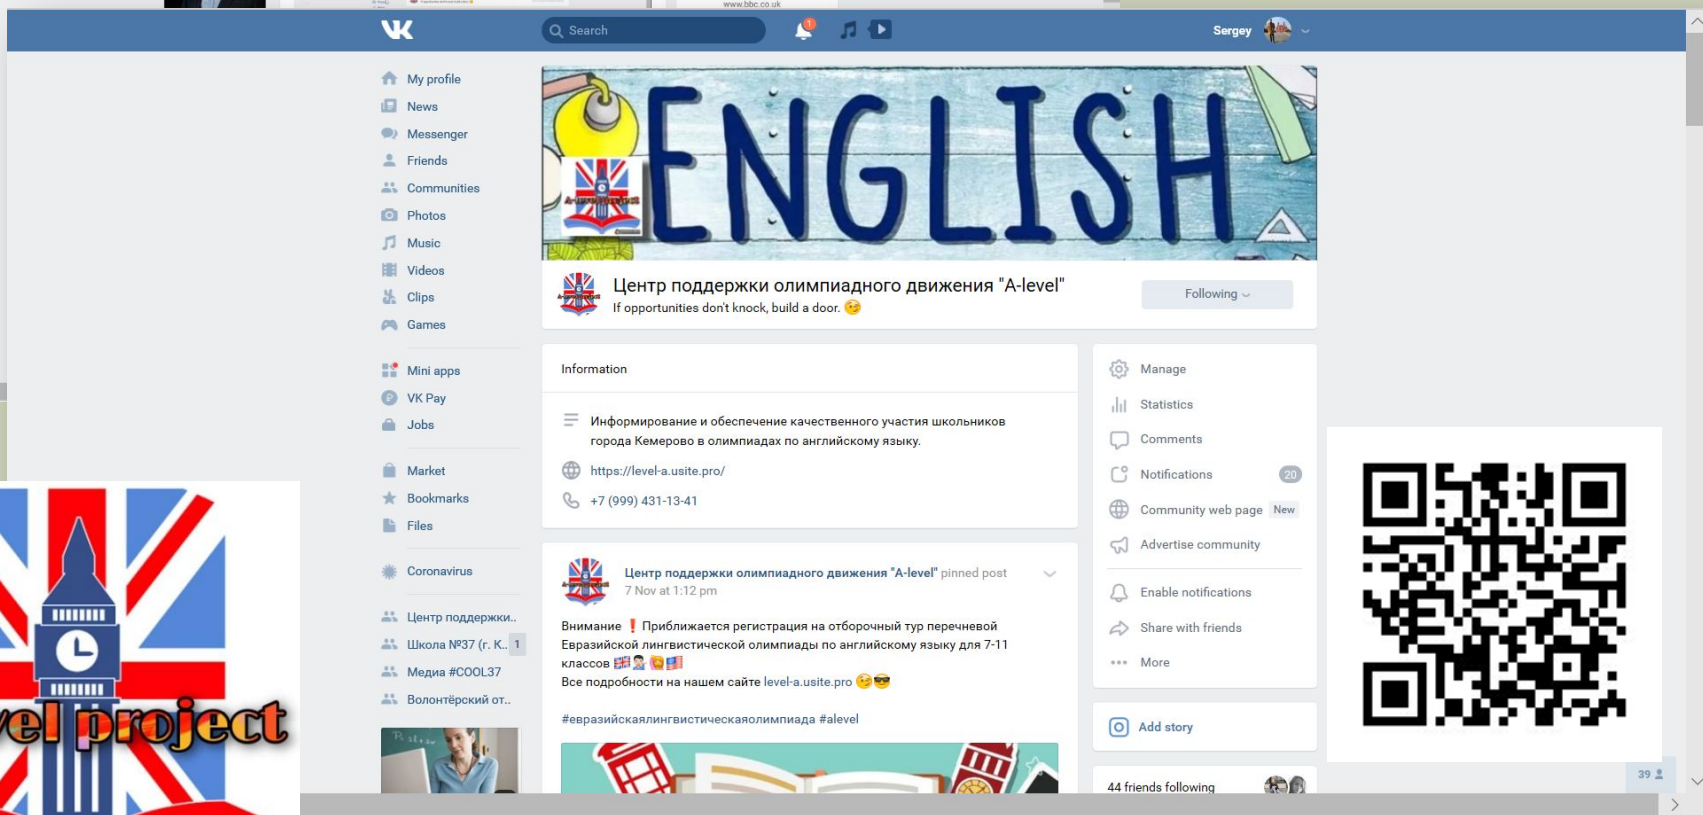 www.bbc.co.uk
Search
1
Sergey
My profile
News
Messenger
Friends
Communities
Photos
Music
Videos
Clips
Games
Mini apps
VK Pay
Jobs
Market
Bookmarks
Files
Coronavirus
Центр поддержки..
Школа №37 (г. К.. 1
Медиа #COOL37
Волонтёрский от..
ENGLISH
A-level project
Центр поддержки олимпиадного движения "A-level"
If opportunities don't knock, build a door. 😏
Following
Information
Информирование и обеспечение качественного участия школьников
города Кемерово в олимпиадах по английскому языку.
https://level-a.usite.pro/
+7 (999) 431-13-41
Центр поддержки олимпиадного движения "A-level" pinned post
7 Nov at 1:12 pm
Внимание ❗ Приближается регистрация на отборочный тур перечневой
Евразийской лингвистической олимпиады по английскому языку для 7-11
классов
Все подробности на нашем сайте level-a.usite.pro 😏😎
#евразийскаялингвистическаяолимпиада #alevel
Manage
Statistics
Comments
Notifications 20
Community web page New
Advertise community
Enable notifications
Share with friends
More
Add story
44 friends following
39
vel project